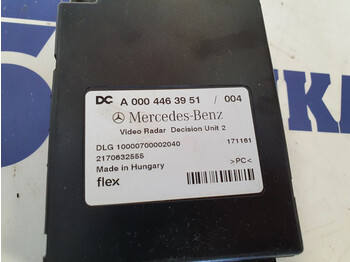 DC A 000 446 39 51 / 004
Mercedes-Benz
Video Radar Decision Unit 2
DLG 10000700002040 171161
2170632555
Made in Hungary >PC<
flex